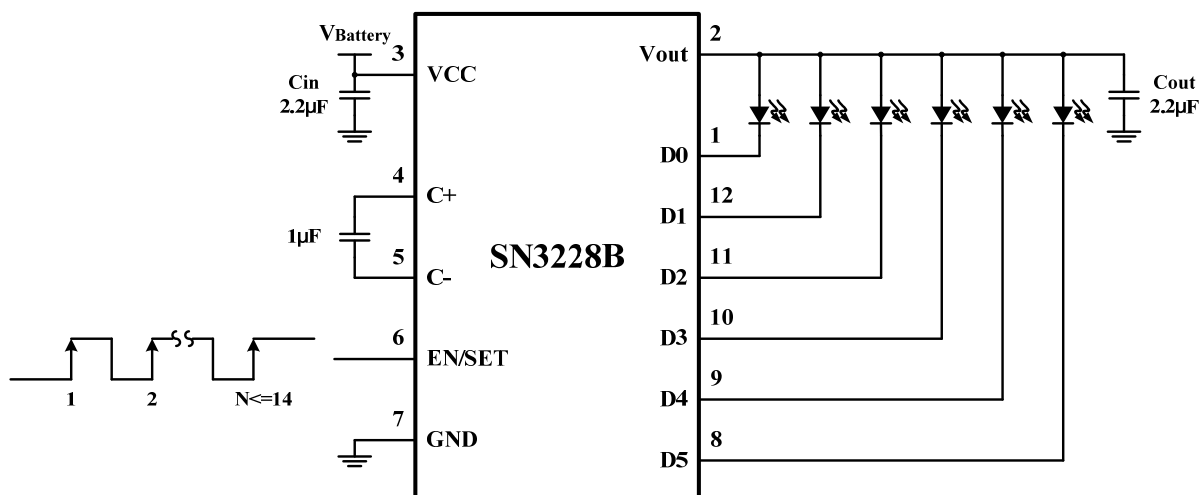 VBattery
3
VCC
Cin
2.2µF
4
C+
1µF
5
C-
6
EN/SET
1 2 N<=14
7
GND
SN3228B
2
Vout
Cout
2.2µF
1
D0
12
D1
11
D2
10
D3
9
D4
8
D5